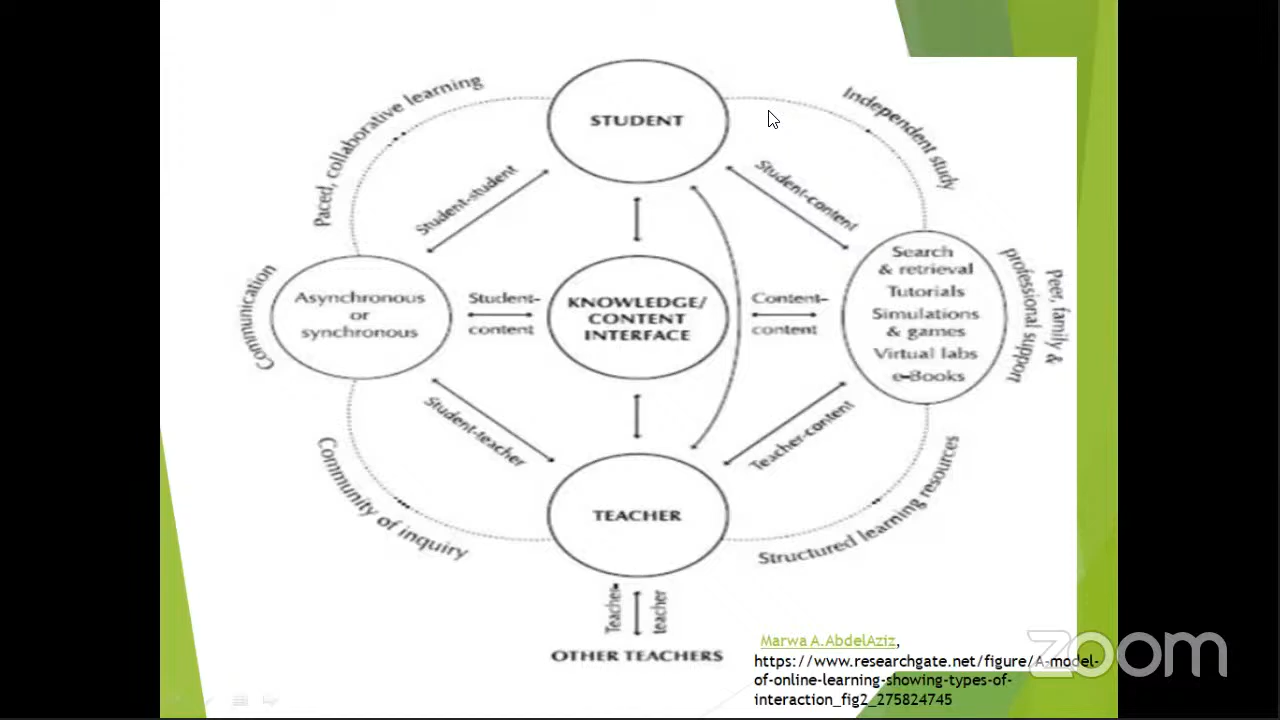 STUDENT
Paced, collaborative learning
Independent study
Student-student
Student-content
Communication
Asynchronous
or
synchronous
Student-
content
KNOWLEDGE/
CONTENT
INTERFACE
Content-
content
Search
& retrieval
Tutorials
Simulations
& games
Virtual labs
e-Books
Peer, family &
professional support
Student-teacher
Teacher-content
Community of inquiry
TEACHER
Structured learning resources
Teacher
teacher
OTHER TEACHERS
Marwa A.AbdelAziz,
https://www.researchgate.net/figure/A-model-
of-online-learning-showing-types-of-
interaction_fig2_275824745
zoom